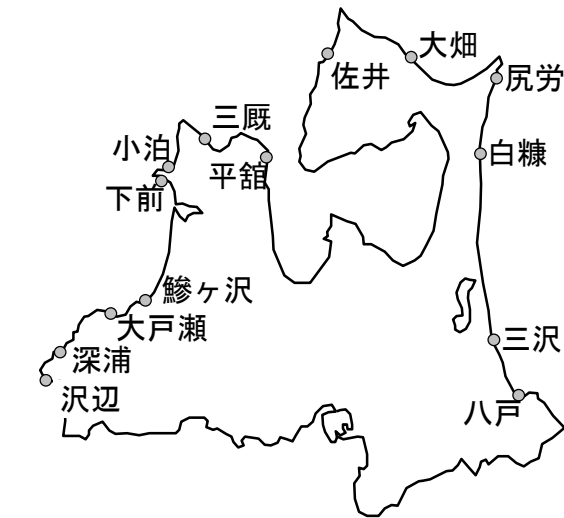 大畑
佐井
尻労
三厩
小泊
白糠
平舘
下前
鰺ヶ沢
大戸瀬
三沢
深浦
沢辺
八戸